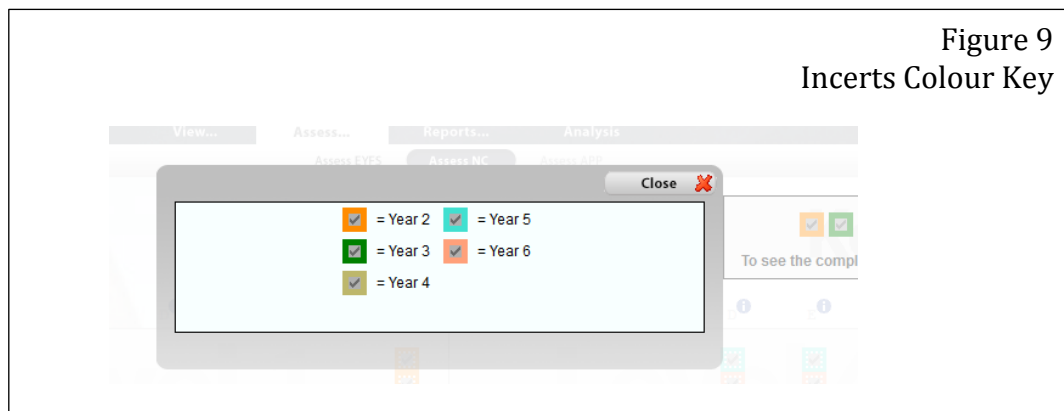 Figure 9
Incerts Colour Key
View... Assess... Reports... Analysis
Assess EYFS Assess NC Assess APP
Close
= Year 2 = Year 5
= Year 3 = Year 6
= Year 4
To see the compl